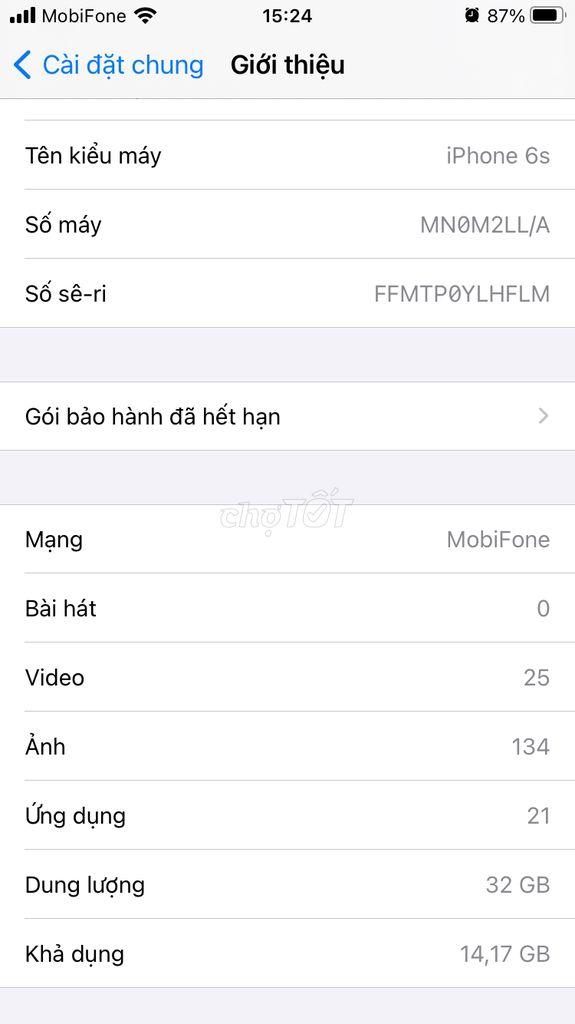 MobiFone 15:24 87%
Cài đặt chung Giới thiệu
Tên kiểu máy iPhone 6s
Số máy MN0M2LL/A
Số sê-ri FFMTP0YLHFLM
Gói bảo hành đã hết hạn
chợTỐT
Mạng MobiFone
Bài hát 0
Video 25
Ảnh 134
Ứng dụng 21
Dung lượng 32 GB
Khả dụng 14,17 GB